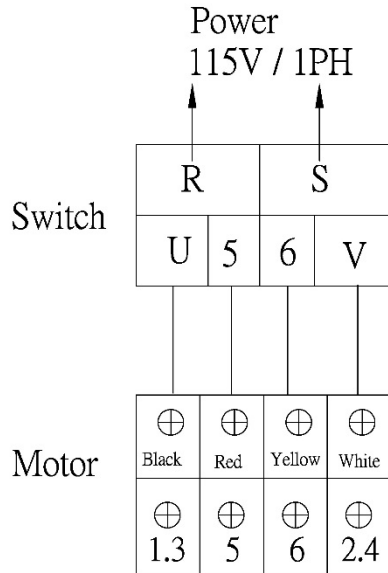 Power
115V / 1PH
R S
Switch
U 5 6 V
Black Red Yellow White
Motor
1.3 5 6 2.4